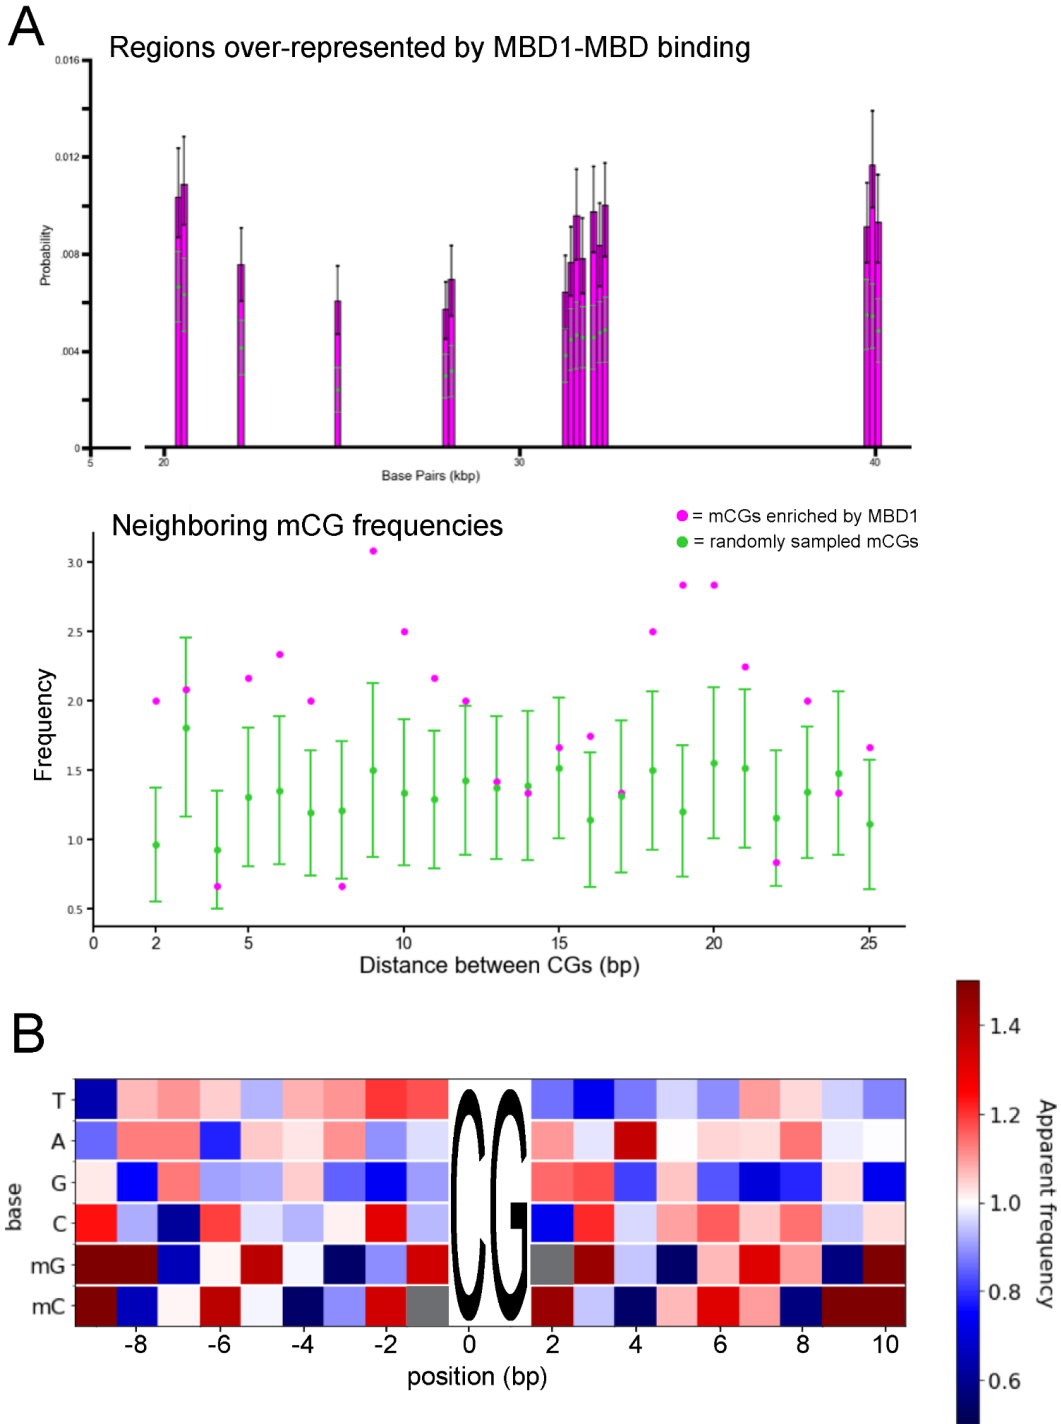 A
Regions over-represented by MBD1-MBD binding
0.016
0.012
.008
.004
0
Probability
5 20 30 40
Base Pairs (kbp)
Neighboring mCG frequencies
= mCGs enriched by MBD1
= randomly sampled mCGs
3.0
2.5
2.0
1.5
1.0
0.5
Frequency
0 2 5 10 15 20 25
Distance between CGs (bp)
B
T
A
G
C
mG
mC
base
CG
-8 -6 -4 -2 0 2 4 6 8 10
position (bp)
1.4
1.2
1.0
0.8
0.6
Apparent frequency